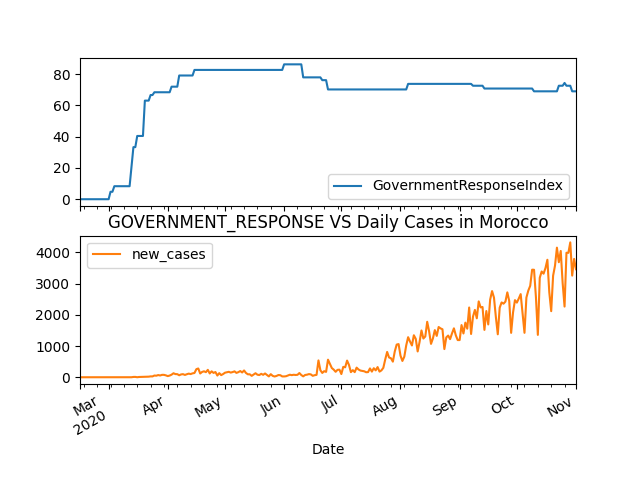 80
60
40
20
0
GovernmentResponseIndex
GOVERNMENT_RESPONSE VS Daily Cases in Morocco
new_cases
4000
3000
2000
1000
0
Mar Apr May Jun Jul Aug Sep Oct Nov
2020
Date